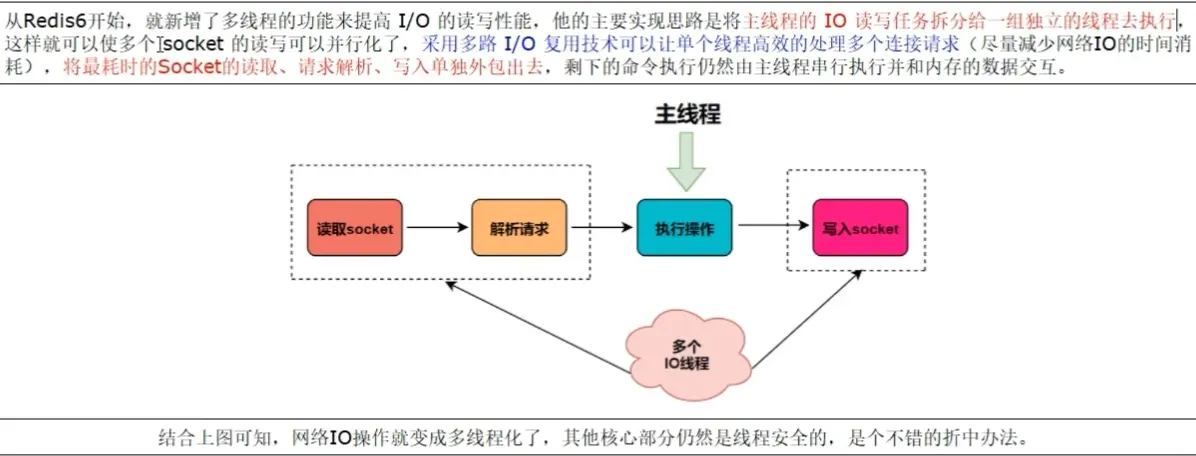 从Redis6开始，就新增了多线程的功能来提高 I/O 的读写性能，他的主要实现思路是将主线程的 IO 读写任务拆分给一组独立的线程去执行，
这样就可以使多个 socket 的读写可以并行化了，采用多路 I/O 复用技术可以让单个线程高效的处理多个连接请求（尽量减少网络IO的时间消
耗），将最耗时的Socket的读取、请求解析、写入单独外包出去，剩下的命令执行仍然由主线程串行执行并和内存的数据交互。
主线程
读取socket
解析请求
执行操作
写入socket
多个
IO线程
结合上图可知，网络IO操作就变成多线程化了，其他核心部分仍然是线程安全的，是个不错的折中办法。